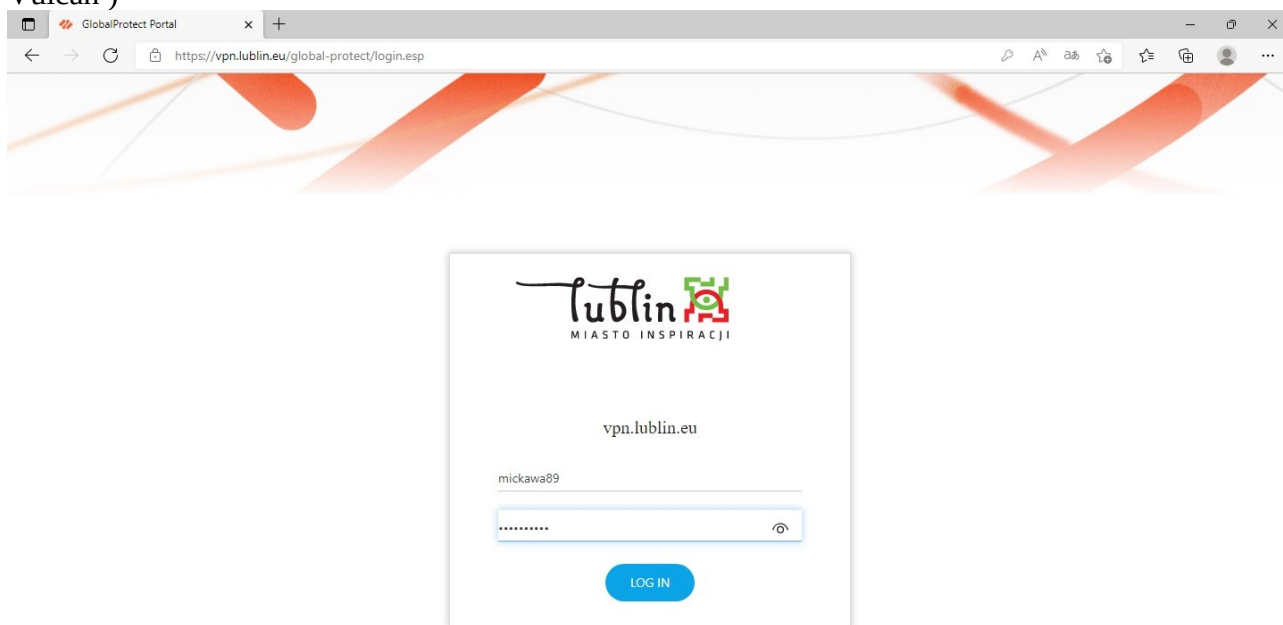 Vulcan )
GlobalProtect Portal
https://vpn.lublin.eu/global-protect/login.esp
lublin
MIASTO INSPIRACJI
vpn.lublin.eu
mickawa89
••••••••••
LOG IN